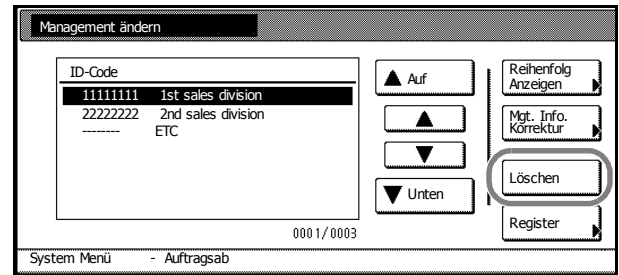 Management ändern
ID-Code
11111111 1st sales division
22222222 2nd sales division
-------- ETC
0001/0003
Auf
Unten
Reihenfolg
Anzeigen
Mgt. Info.
Korrektur
Löschen
Register
System Menü - Auftragsab